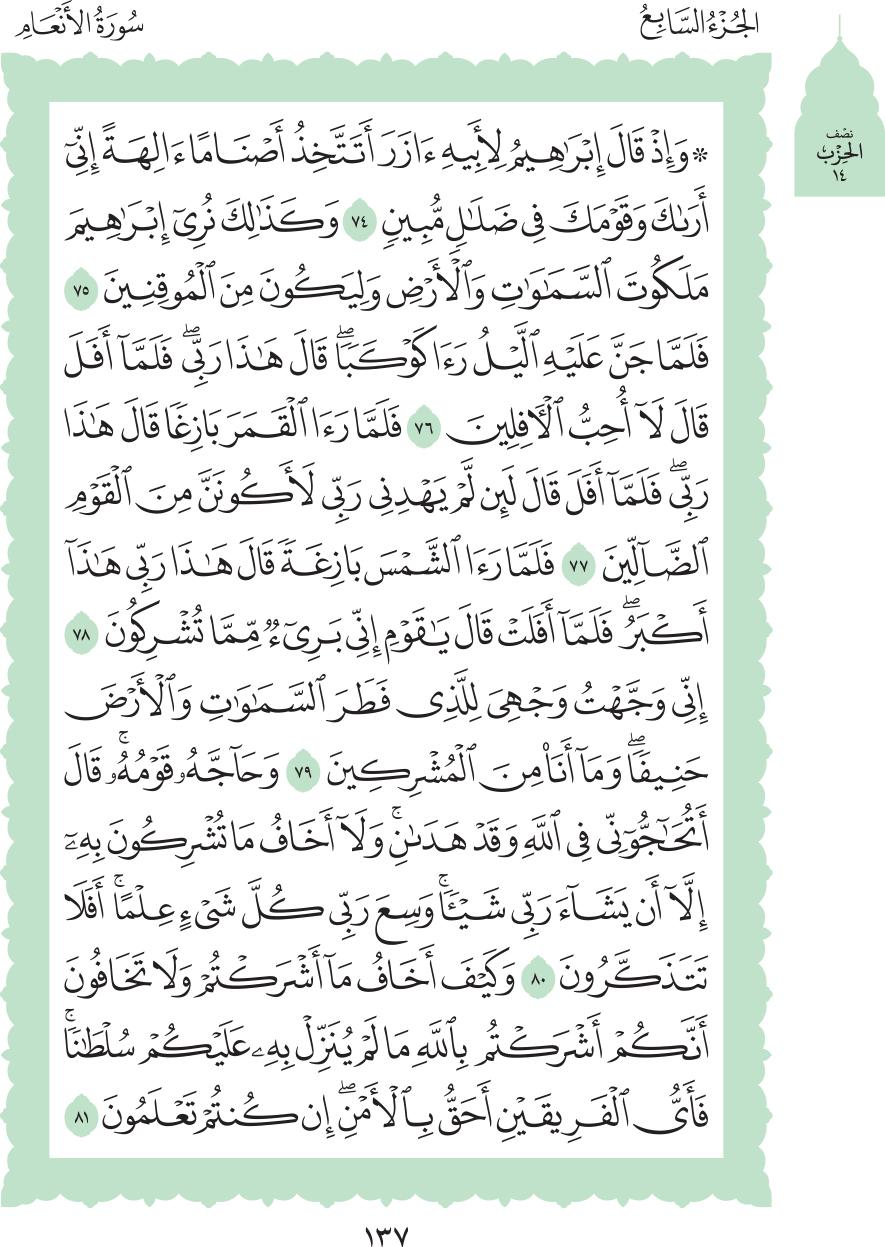 الجُزْءُ السَّابِعُ
سُورَةُ الأَنْعَامِ
نصْف
الحِزْبْ
١٤
* وَإِذْ قَالَ إِبْرَٰهِيمُ لِأَبِيهِ ءَازَرَ أَتَتَّخِذُ أَصْنَامًا ءَالِهَةً إِنِّيٓ
أَرَىٰكَ وَقَوْمَكَ فِي ضَلَٰلٖ مُّبِينٖ ٧٤ وَكَذَٰلِكَ نُرِيٓ إِبْرَٰهِيمَ
مَلَكُوتَ ٱلسَّمَٰوَٰتِ وَٱلْأَرْضِ وَلِيَكُونَ مِنَ ٱلْمُوقِنِينَ ٧٥
فَلَمَّا جَنَّ عَلَيْهِ ٱلَّيْلُ رَءَا كَوْكَبٗاۖ قَالَ هَٰذَا رَبِّيۖ فَلَمَّآ أَفَلَ
قَالَ لَآ أُحِبُّ ٱلْأٓفِلِينَ ٧٦ فَلَمَّا رَءَا ٱلْقَمَرَ بَازِغٗا قَالَ هَٰذَا
رَبِّيۖ فَلَمَّآ أَفَلَ قَالَ لَئِن لَّمْ يَهْدِنِي رَبِّي لَأَكُونَنَّ مِنَ ٱلْقَوْمِ
ٱلضَّآلِّينَ ٧٧ فَلَمَّا رَءَا ٱلشَّمْسَ بَازِغَةٗ قَالَ هَٰذَا رَبِّي هَٰذَآ
أَكْبَرُۖ فَلَمَّآ أَفَلَتْ قَالَ يَٰقَوْمِ إِنِّي بَرِيٓءٞ مِّمَّا تُشْرِكُونَ ٧٨
إِنِّي وَجَّهْتُ وَجْهِيَ لِلَّذِي فَطَرَ ٱلسَّمَٰوَٰتِ وَٱلْأَرْضَ
حَنِيفٗاۖ وَمَآ أَنَا۠ مِنَ ٱلْمُشْرِكِينَ ٧٩ وَحَآجَّهُۥ قَوْمُهُۥۚ قَالَ
أَتُحَٰٓجُّوٓنِّي فِي ٱللَّهِ وَقَدْ هَدَىٰنِۚ وَلَآ أَخَافُ مَا تُشْرِكُونَ بِهِۦٓ
إِلَّآ أَن يَشَآءَ رَبِّي شَيْـٔٗاۚ وَسِعَ رَبِّي كُلَّ شَيْءٍ عِلْمًاۚ أَفَلَا
تَتَذَكَّرُونَ ٨٠ وَكَيْفَ أَخَافُ مَآ أَشْرَكْتُمْ وَلَا تَخَافُونَ
أَنَّكُمْ أَشْرَكْتُم بِٱللَّهِ مَا لَمْ يُنَزِّلْ بِهِۦ عَلَيْكُمْ سُلْطَٰنٗاۚ
فَأَيُّ ٱلْفَرِيقَيْنِ أَحَقُّ بِٱلْأَمْنِۖ إِن كُنتُمْ تَعْلَمُونَ ٨١
١٣٧